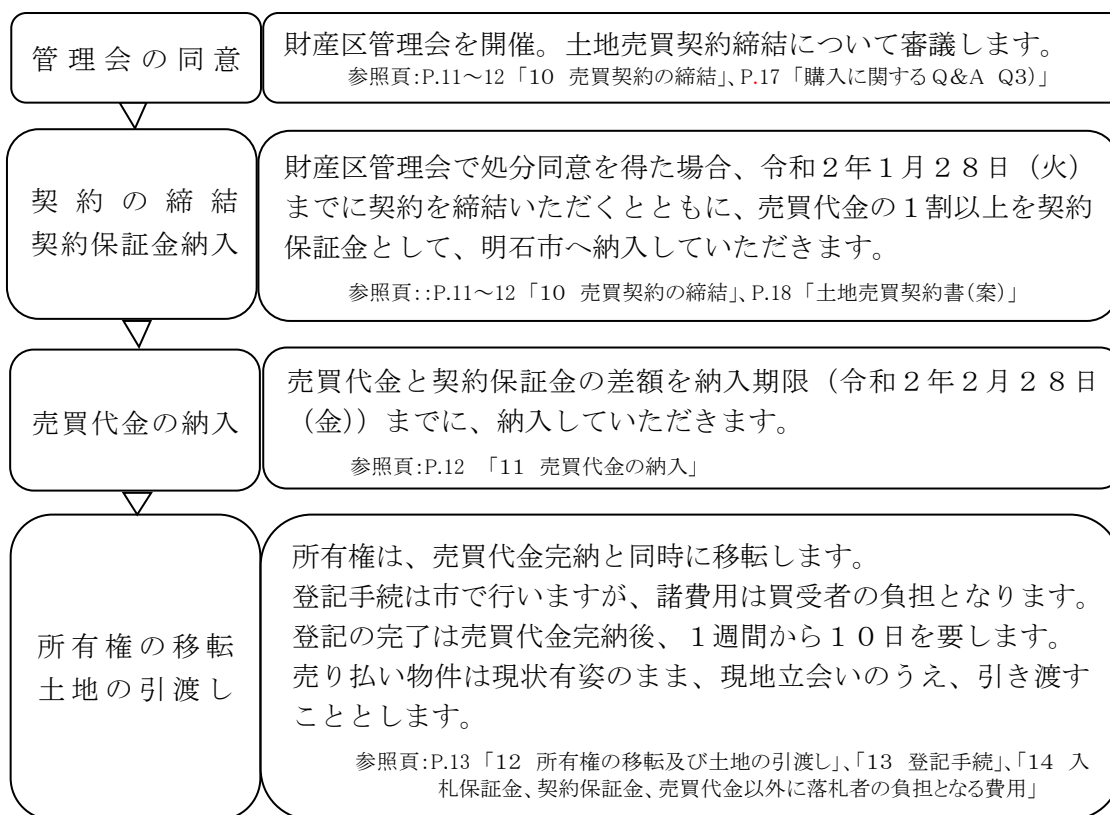 管理会の同意
財産区管理会を開催。土地売買契約締結について審議します。
参照頁:P.11～12「10 売買契約の締結」、P.17「購入に関するQ&A Q3）」
契約の締結
契約保証金納入
財産区管理会で処分同意を得た場合、令和２年１月２８日（火）
までに契約を締結いただくとともに、売買代金の１割以上を契約
保証金として、明石市へ納入していただきます。
参照頁::P.11～12「10 売買契約の締結」、P.18「土地売買契約書(案)」
売買代金の納入
売買代金と契約保証金の差額を納入期限（令和２年２月２８日
（金））までに、納入していただきます。
参照頁:P.12 「11 売買代金の納入」
所有権の移転
土地の引渡し
所有権は、売買代金完納と同時に移転します。
登記手続は市で行いますが、諸費用は買受者の負担となります。
登記の完了は売買代金完納後、１週間から１０日を要します。
売り払い物件は現状有姿のまま、現地立会いのうえ、引き渡す
こととします。
参照頁:P.13「12 所有権の移転及び土地の引渡し」、「13 登記手続」、「14 入
札保証金、契約保証金、売買代金以外に落札者の負担となる費用」